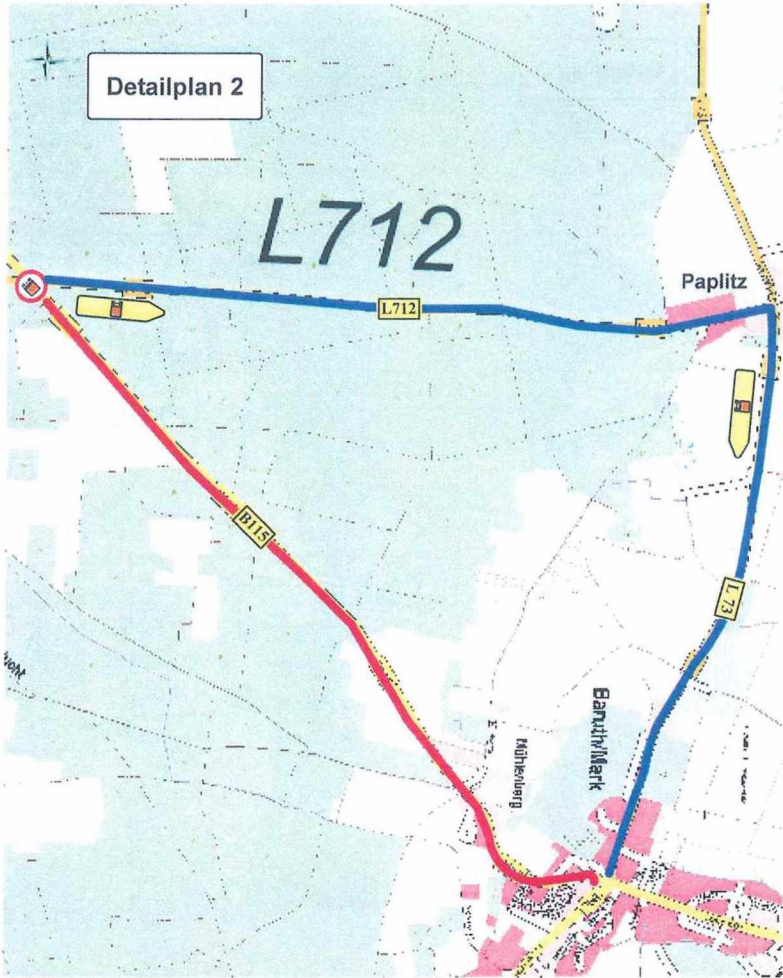 Detailplan 2
L712
Paplitz
L712
B115
L 73
Baruth/Mark
Mühlenberg